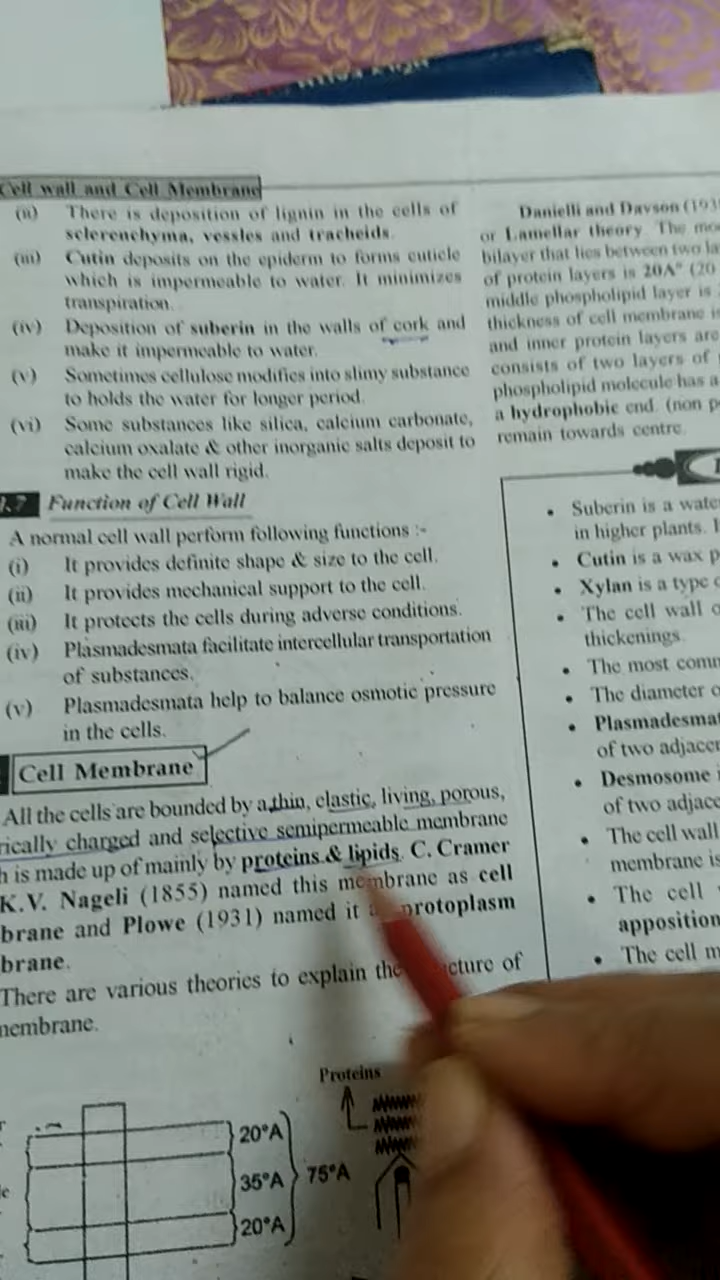 Cell wall and Cell Membrane
(ii) There is deposition of lignin in the cells of
sclerenchyma, vessles and tracheids.
(iii) Cutin deposits on the epiderm to forms cuticle
which is impermeable to water. It minimizes
transpiration.
(iv) Deposition of suberin in the walls of cork and
make it impermeable to water.
(v) Sometimes cellulose modifies into slimy substance
to holds the water for longer period.
(vi) Some substances like silica, calcium carbonate,
calcium oxalate & other inorganic salts deposit to
make the cell wall rigid.
.7 Function of Cell Wall
A normal cell wall perform following functions :-
(i) It provides definite shape & size to the cell.
(ii) It provides mechanical support to the cell.
(iii) It protects the cells during adverse conditions.
(iv) Plasmadesmata facilitate intercellular transportation
of substances.
(v) Plasmadesmata help to balance osmotic pressure
in the cells.
Cell Membrane
All the cells are bounded by a thin, elastic, living, porous,
rically charged and selective semipermeable membrane
h is made up of mainly by proteins & lipids. C. Cramer
K.V. Nageli (1855) named this membrane as cell
brane and Plowe (1931) named it protoplasm
brane.
There are various theories to explain the cture of
nembrane.
20°A
35°A
20°A
75°A
Proteins
Danielli and Davson (193
or Lamellar theory. The mo
bilayer that lies between two la
of protein layers is 20A° (20
middle phospholipid layer is
thickness of cell membrane is
and inner protein layers are
consists of two layers of
phospholipid molecule has a
a hydrophobic end. (non p
remain towards centre.
• Suberin is a wate
in higher plants. I
• Cutin is a wax p
• Xylan is a type
• The cell wall
thickenings.
• The most comm
• The diameter o
• Plasmadesmat
of two adjacer
• Desmosome i
of two adjace
• The cell wall
membrane is
• The cell
apposition
• The cell m